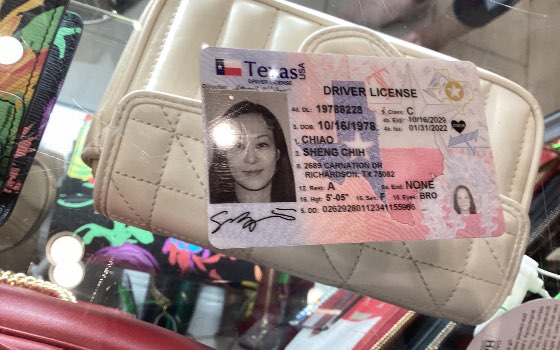 Texas USA
DRIVER LICENSE
DRIVER LICENSE
4d. DL: 19788228 9. Class: C
4b. Exp: 10/16/2029
3. DOB: 10/16/1978 4a. Iss: 01/31/2022
1. CHIAO
2. SHENG CHIH
8. 2689 CARNATION DR
RICHARDSON, TX 75082
12. Rest: A 9a. End: NONE
16. Hgt: 5'-05" 15. Sex: F 18. Eyes: BRO
5. DD: 02629280112341155966